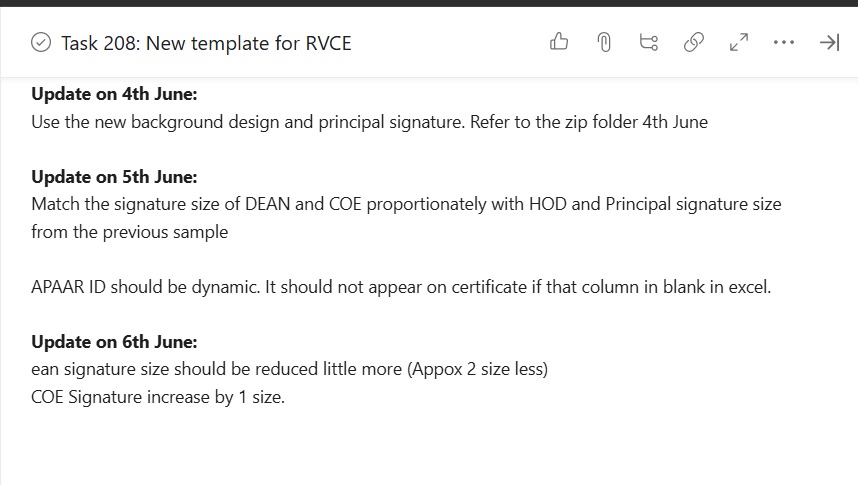 Task 208: New template for RVCE
Update on 4th June:
Use the new background design and principal signature. Refer to the zip folder 4th June
Update on 5th June:
Match the signature size of DEAN and COE proportionately with HOD and Principal signature size
from the previous sample
APAAR ID should be dynamic. It should not appear on certificate if that column in blank in excel.
Update on 6th June:
ean signature size should be reduced little more (Appox 2 size less)
COE Signature increase by 1 size.